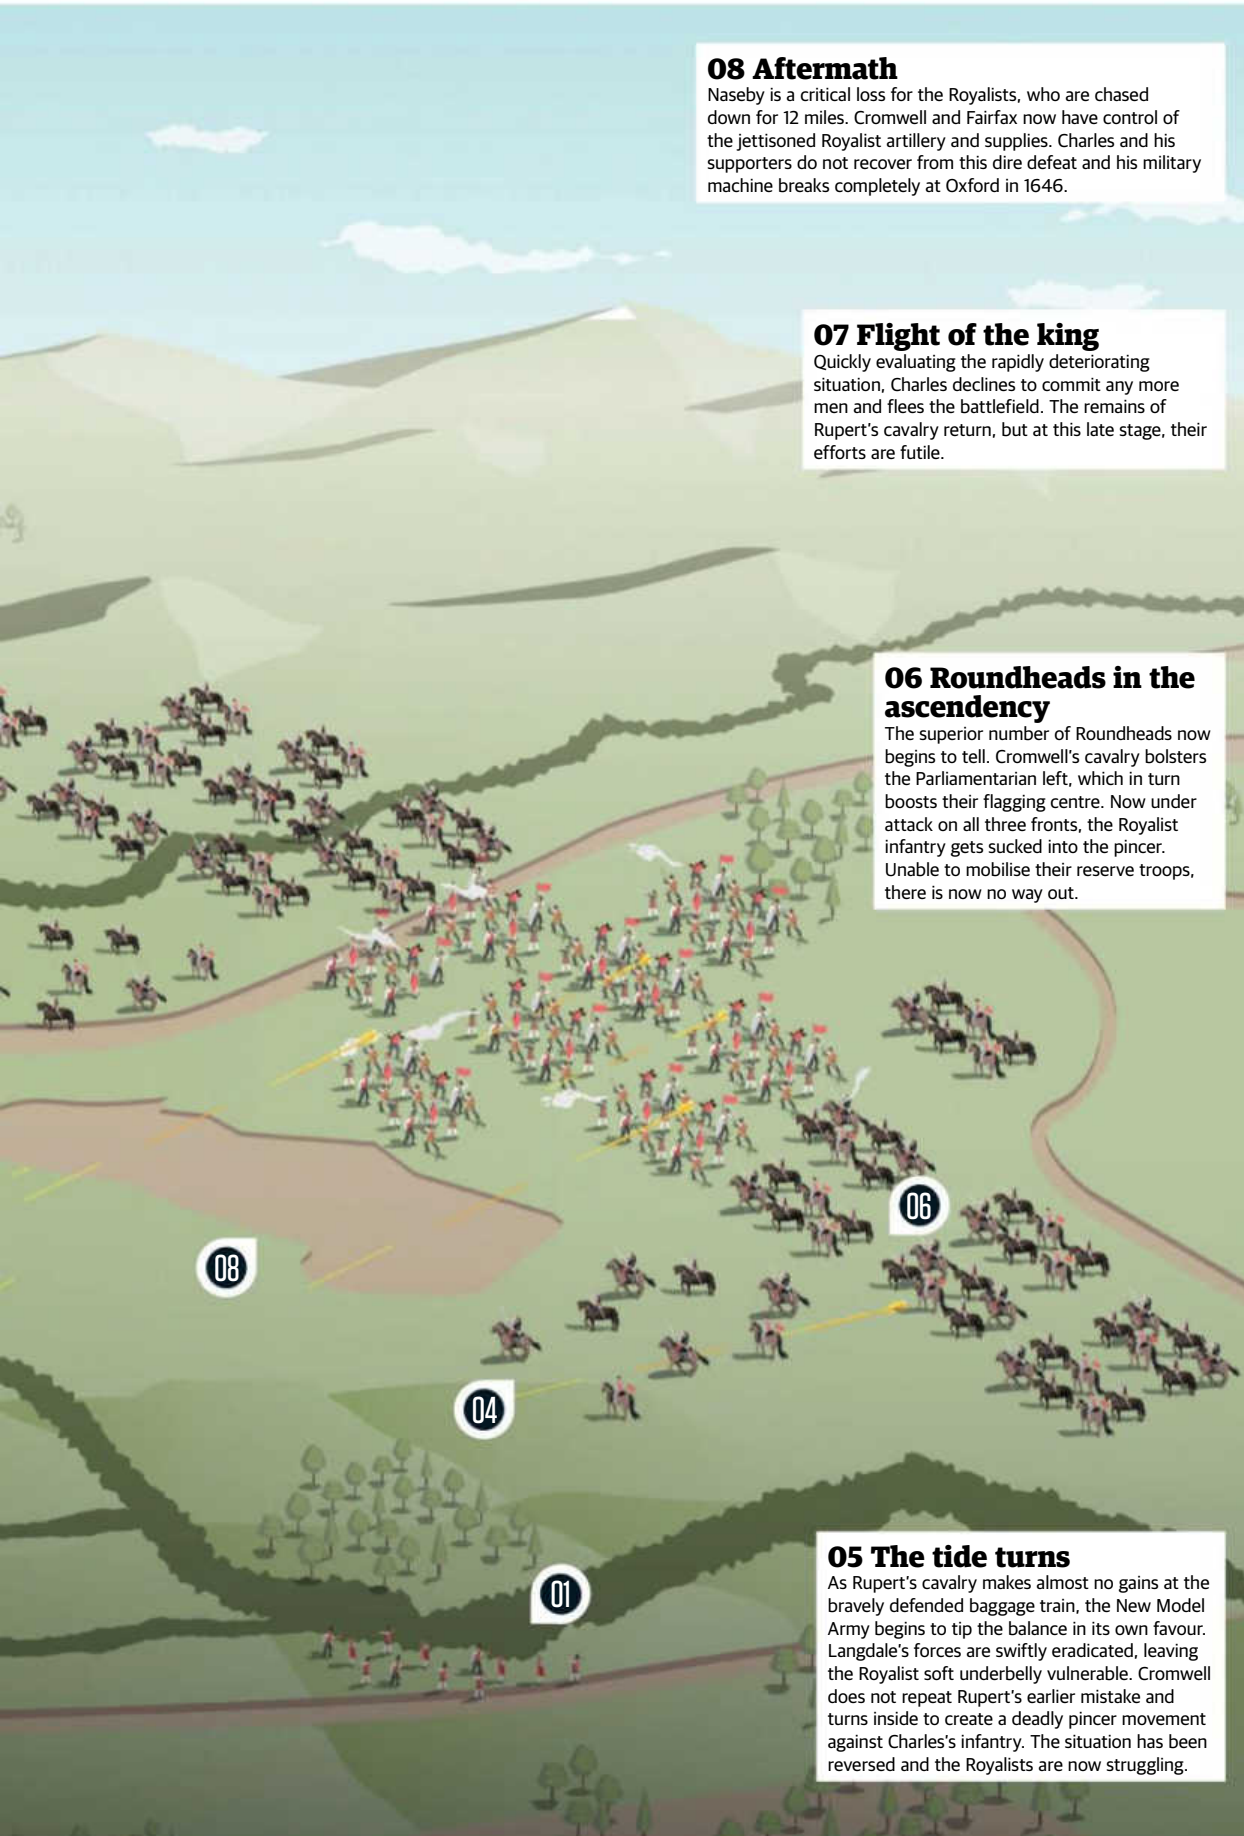 08 Aftermath
Naseby is a critical loss for the Royalists, who are chased
down for 12 miles. Cromwell and Fairfax now have control of
the jettisoned Royalist artillery and supplies. Charles and his
supporters do not recover from this dire defeat and his military
machine breaks completely at Oxford in 1646.
07 Flight of the king
Quickly evaluating the rapidly deteriorating
situation, Charles declines to commit any more
men and flees the battlefield. The remains of
Rupert's cavalry return, but at this late stage, their
efforts are futile.
06 Roundheads in the
ascendency
The superior number of Roundheads now
begins to tell. Cromwell's cavalry bolsters
the Parliamentarian left, which in turn
boosts their flagging centre. Now under
attack on all three fronts, the Royalist
infantry gets sucked into the pincer.
Unable to mobilise their reserve troops,
there is now no way out.
06
08
04
01
05 The tide turns
As Rupert's cavalry makes almost no gains at the
bravely defended baggage train, the New Model
Army begins to tip the balance in its own favour.
Langdale's forces are swiftly eradicated, leaving
the Royalist soft underbelly vulnerable. Cromwell
does not repeat Rupert's earlier mistake and
turns inside to create a deadly pincer movement
against Charles's infantry. The situation has been
reversed and the Royalists are now struggling.